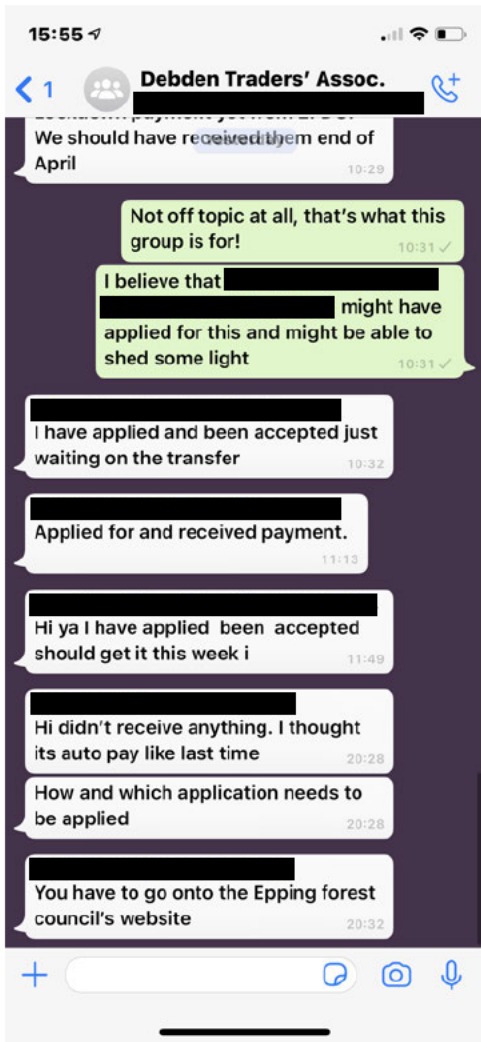 15:55
1
Debden Traders' Assoc.
We should have received them end of
April
10:29
Not off topic at all, that's what this
group is for!
10:31
I believe that
might have
applied for this and might be able to
shed some light
10:31
I have applied and been accepted just
waiting on the transfer
10:32
Applied for and received payment.
11:13
Hi ya I have applied been accepted
should get it this week i
11:49
Hi didn't receive anything. I thought
its auto pay like last time
20:28
How and which application needs to
be applied
20:28
You have to go onto the Epping forest
council's website
20:32